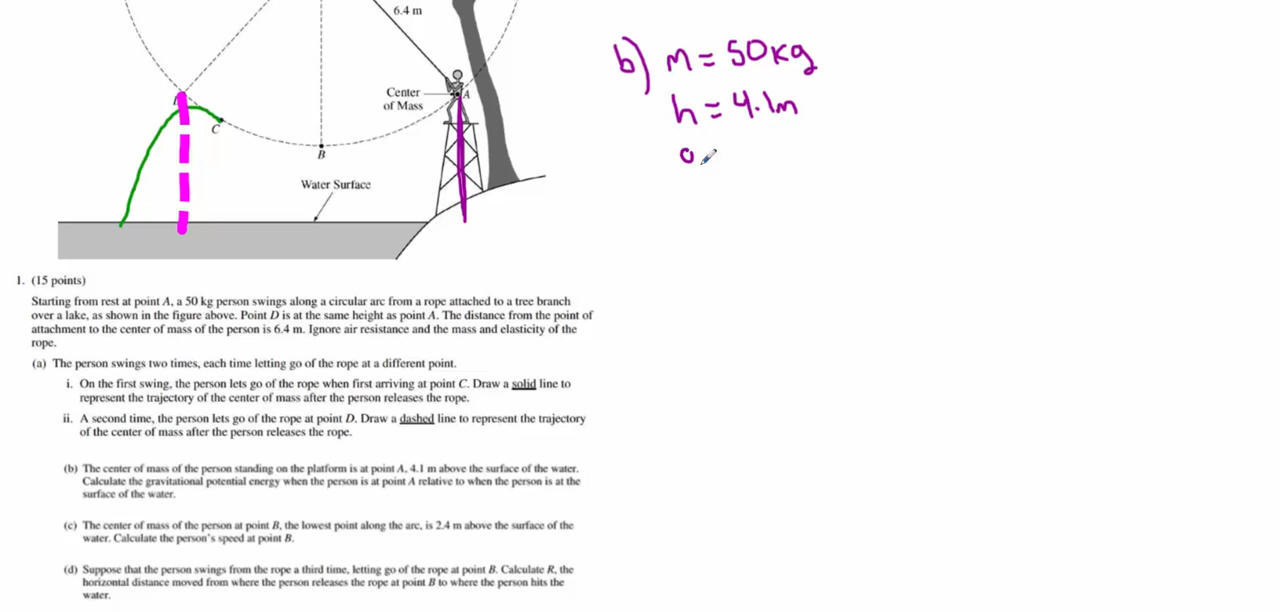 6.4 m
Center
of Mass
A
C
B
Water Surface
b) m = 50kg
h = 4.1m
1. (15 points)
Starting from rest at point A, a 50 kg person swings along a circular arc from a rope attached to a tree branch
over a lake, as shown in the figure above. Point D is at the same height as point A. The distance from the point of
attachment to the center of mass of the person is 6.4 m. Ignore air resistance and the mass and elasticity of the
rope.
(a) The person swings two times, each time letting go of the rope at a different point.
i. On the first swing, the person lets go of the rope when first arriving at point C. Draw a solid line to
represent the trajectory of the center of mass after the person releases the rope.
ii. A second time, the person lets go of the rope at point D. Draw a dashed line to represent the trajectory
of the center of mass after the person releases the rope.
(b) The center of mass of the person standing on the platform is at point A, 4.1 m above the surface of the water.
Calculate the gravitational potential energy when the person is at point A relative to when the person is at the
surface of the water.
(c) The center of mass of the person at point B, the lowest point along the arc, is 2.4 m above the surface of the
water. Calculate the person's speed at point B.
(d) Suppose that the person swings from the rope a third time, letting go of the rope at point B. Calculate R, the
horizontal distance moved from where the person releases the rope at point B to where the person hits the
water.